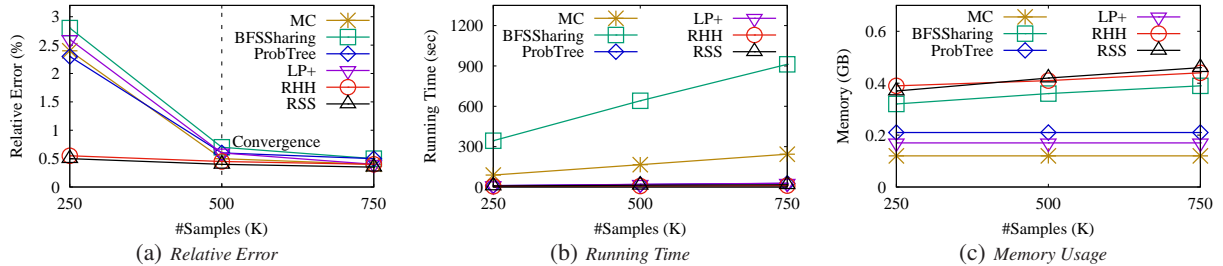 Relative Error (%)
3
2.5
2
1.5
1
0.5
0
250
500
750
#Samples (K)
MC
BFSSharing
ProbTree
LP+
RHH
RSS
Convergence
(a) Relative Error
Running Time (sec)
1200
900
600
300
0
250
500
750
#Samples (K)
MC
BFSSharing
ProbTree
LP+
RHH
RSS
(b) Running Time
Memory (GB)
0.6
0.4
0.2
0
250
500
750
#Samples (K)
MC
BFSSharing
ProbTree
LP+
RHH
RSS
(c) Memory Usage